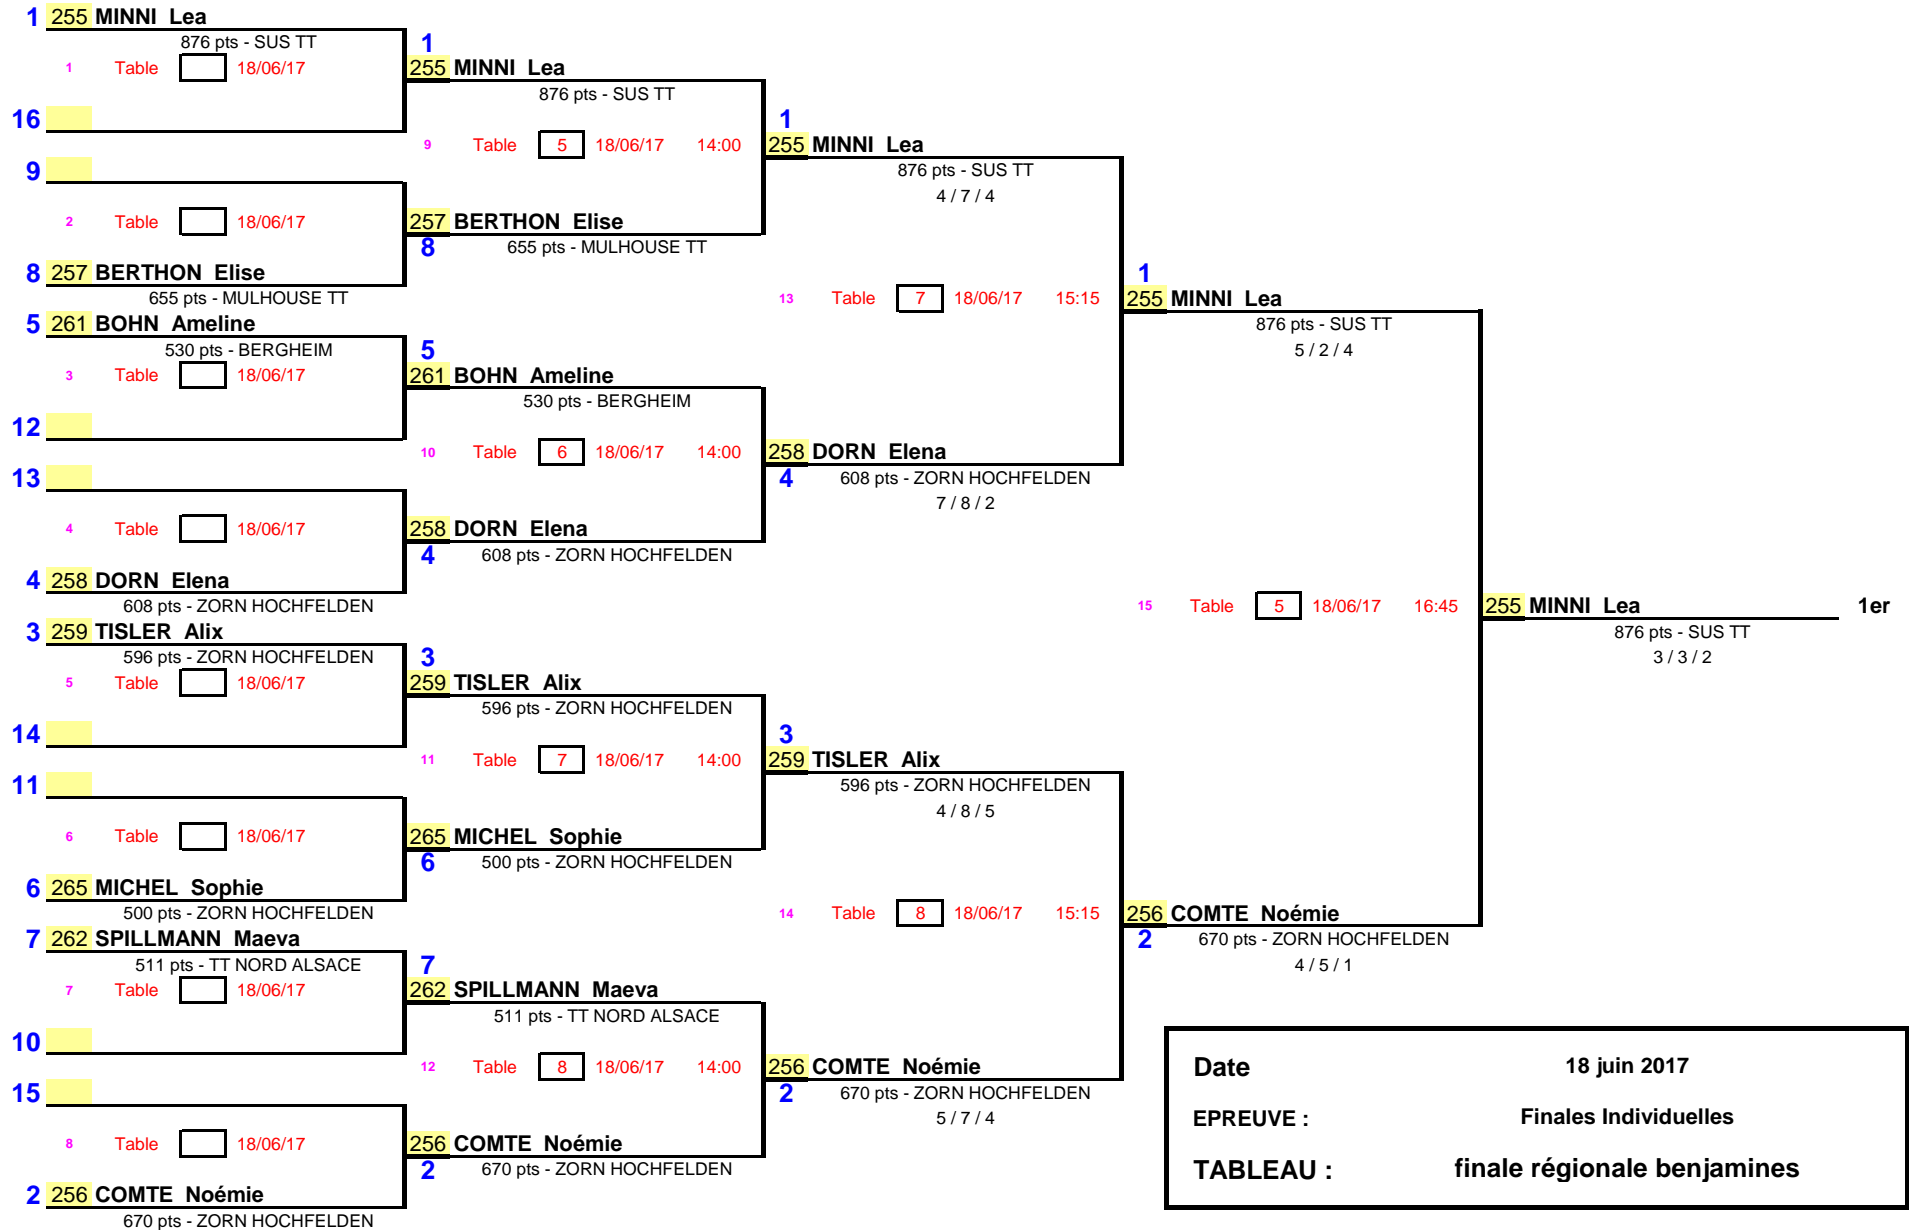 1 255 MINNI Lea
876 pts - SUS TT
1 Table 18/06/17
16
9
2 Table 18/06/17
8 257 BERTHON Elise
655 pts - MULHOUSE TT
5 261 BOHN Ameline
530 pts - BERGHEIM
3 Table 18/06/17
12
13
4 Table 18/06/17
4 258 DORN Elena
608 pts - ZORN HOCHFELDEN
3 259 TISLER Alix
596 pts - ZORN HOCHFELDEN
5 Table 18/06/17
14
11
6 Table 18/06/17
6 265 MICHEL Sophie
500 pts - ZORN HOCHFELDEN
7 262 SPILLMANN Maeva
511 pts - TT NORD ALSACE
7 Table 18/06/17
10
15
8 Table 18/06/17
2 256 COMTE Noémie
670 pts - ZORN HOCHFELDEN
1
255 MINNI Lea
876 pts - SUS TT
9 Table 5 18/06/17 14:00
257 BERTHON Elise
8 655 pts - MULHOUSE TT
5
261 BOHN Ameline
530 pts - BERGHEIM
10 Table 6 18/06/17 14:00
258 DORN Elena
4 608 pts - ZORN HOCHFELDEN
3
259 TISLER Alix
596 pts - ZORN HOCHFELDEN
11 Table 7 18/06/17 14:00
265 MICHEL Sophie
6 500 pts - ZORN HOCHFELDEN
7
262 SPILLMANN Maeva
511 pts - TT NORD ALSACE
12 Table 8 18/06/17 14:00
256 COMTE Noémie
2 670 pts - ZORN HOCHFELDEN
1
255 MINNI Lea
876 pts - SUS TT
4 / 7 / 4
13 Table 7 18/06/17 15:15
258 DORN Elena
4 608 pts - ZORN HOCHFELDEN
7 / 8 / 2
3
259 TISLER Alix
596 pts - ZORN HOCHFELDEN
4 / 8 / 5
14 Table 8 18/06/17 15:15
256 COMTE Noémie
2 670 pts - ZORN HOCHFELDEN
5 / 7 / 4
1
255 MINNI Lea
876 pts - SUS TT
5 / 2 / 4
15 Table 5 18/06/17 16:45
256 COMTE Noémie
2 670 pts - ZORN HOCHFELDEN
4 / 5 / 1
255 MINNI Lea 1er
876 pts - SUS TT
3 / 3 / 2
Date 18 juin 2017
EPREUVE : Finales Individuelles
TABLEAU : finale régionale benjamines